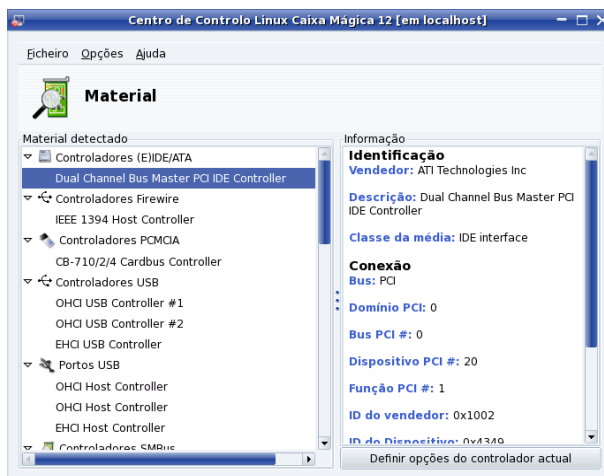 Centro de Controlo Linux Caixa Mágica 12 [em localhost]
Ficheiro Opções Ajuda
Material
Material detectado
Controladores (E)IDE/ATA
Dual Channel Bus Master PCI IDE Controller
Controladores Firewire
IEEE 1394 Host Controller
Controladores PCMCIA
CB-710/2/4 Cardbus Controller
Controladores USB
OHCI USB Controller #1
OHCI USB Controller #2
EHCI USB Controller
Portos USB
OHCI Host Controller
OHCI Host Controller
EHCI Host Controller
Controladores SMBus
Informação
Identificação
Vendedor: ATI Technologies Inc
Descrição: Dual Channel Bus Master PCI
IDE Controller
Classe da média: IDE interface
Conexão
Bus: PCI
Domínio PCI: 0
Bus PCI #: 0
Dispositivo PCI #: 20
Função PCI #: 1
ID do vendedor: 0x1002
ID do Dispositivo: 0x4349
Definir opções do controlador actual